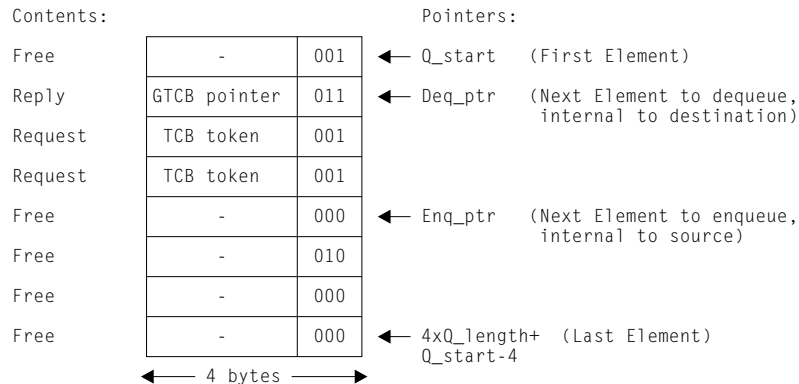 Contents: Pointers:
Free - 001 Q_start (First Element)
Reply GTCB pointer 011 Deq_ptr (Next Element to dequeue,
internal to destination)
Request TCB token 001
Request TCB token 001
Free - 000 Enq_ptr (Next Element to enqueue,
internal to source)
Free - 010
Free - 000
Free - 000 4xQ_length+ (Last Element)
Q_start-4
4 bytes